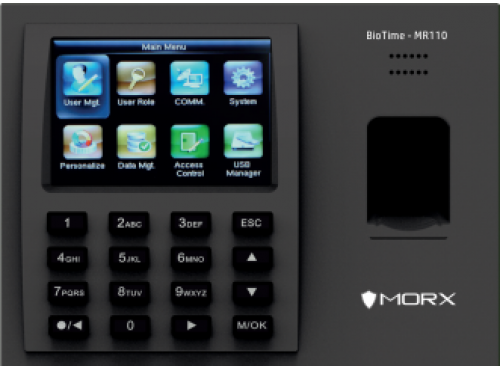 BioTime - MR110
Main Menu
User Mgt.
User Role
COMM.
System
Personalize
Data Mgt.
Access
Control
USB
Manager
1
2ABC
3DEF
ESC
4GHI
5JKL
6MNO
▲
7PQRS
8TUV
9WXYZ
▼
●/◀
0
▶
M/OK
MORX